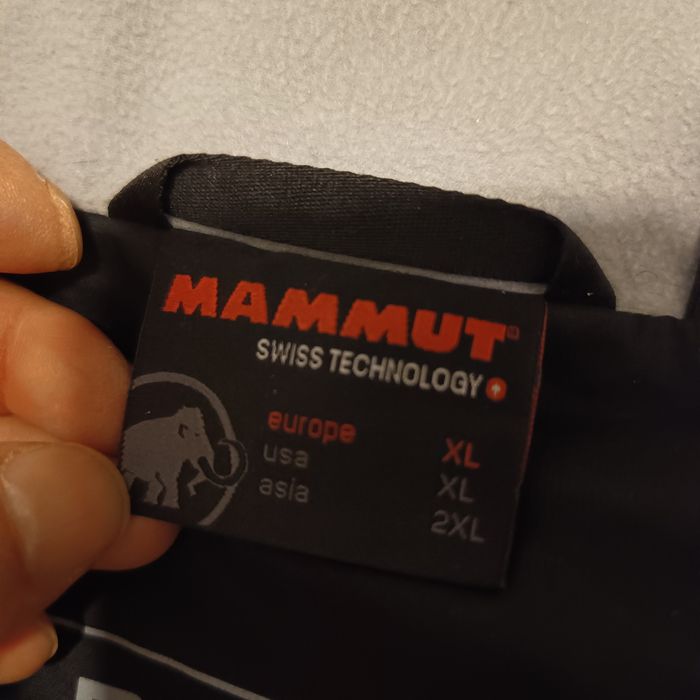 MAMMUT®
SWISS TECHNOLOGY
europe XL
usa XL
asia 2XL